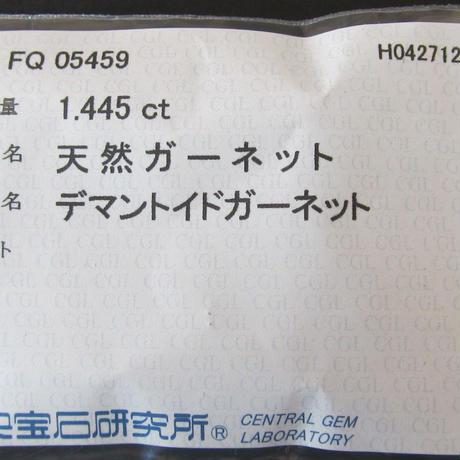 FQ 05459 H042712
量 1.445 ct
名 天然ガーネット
名 デマントイドガーネット
ト
宝石研究所® CENTRAL GEM
LABORATORY